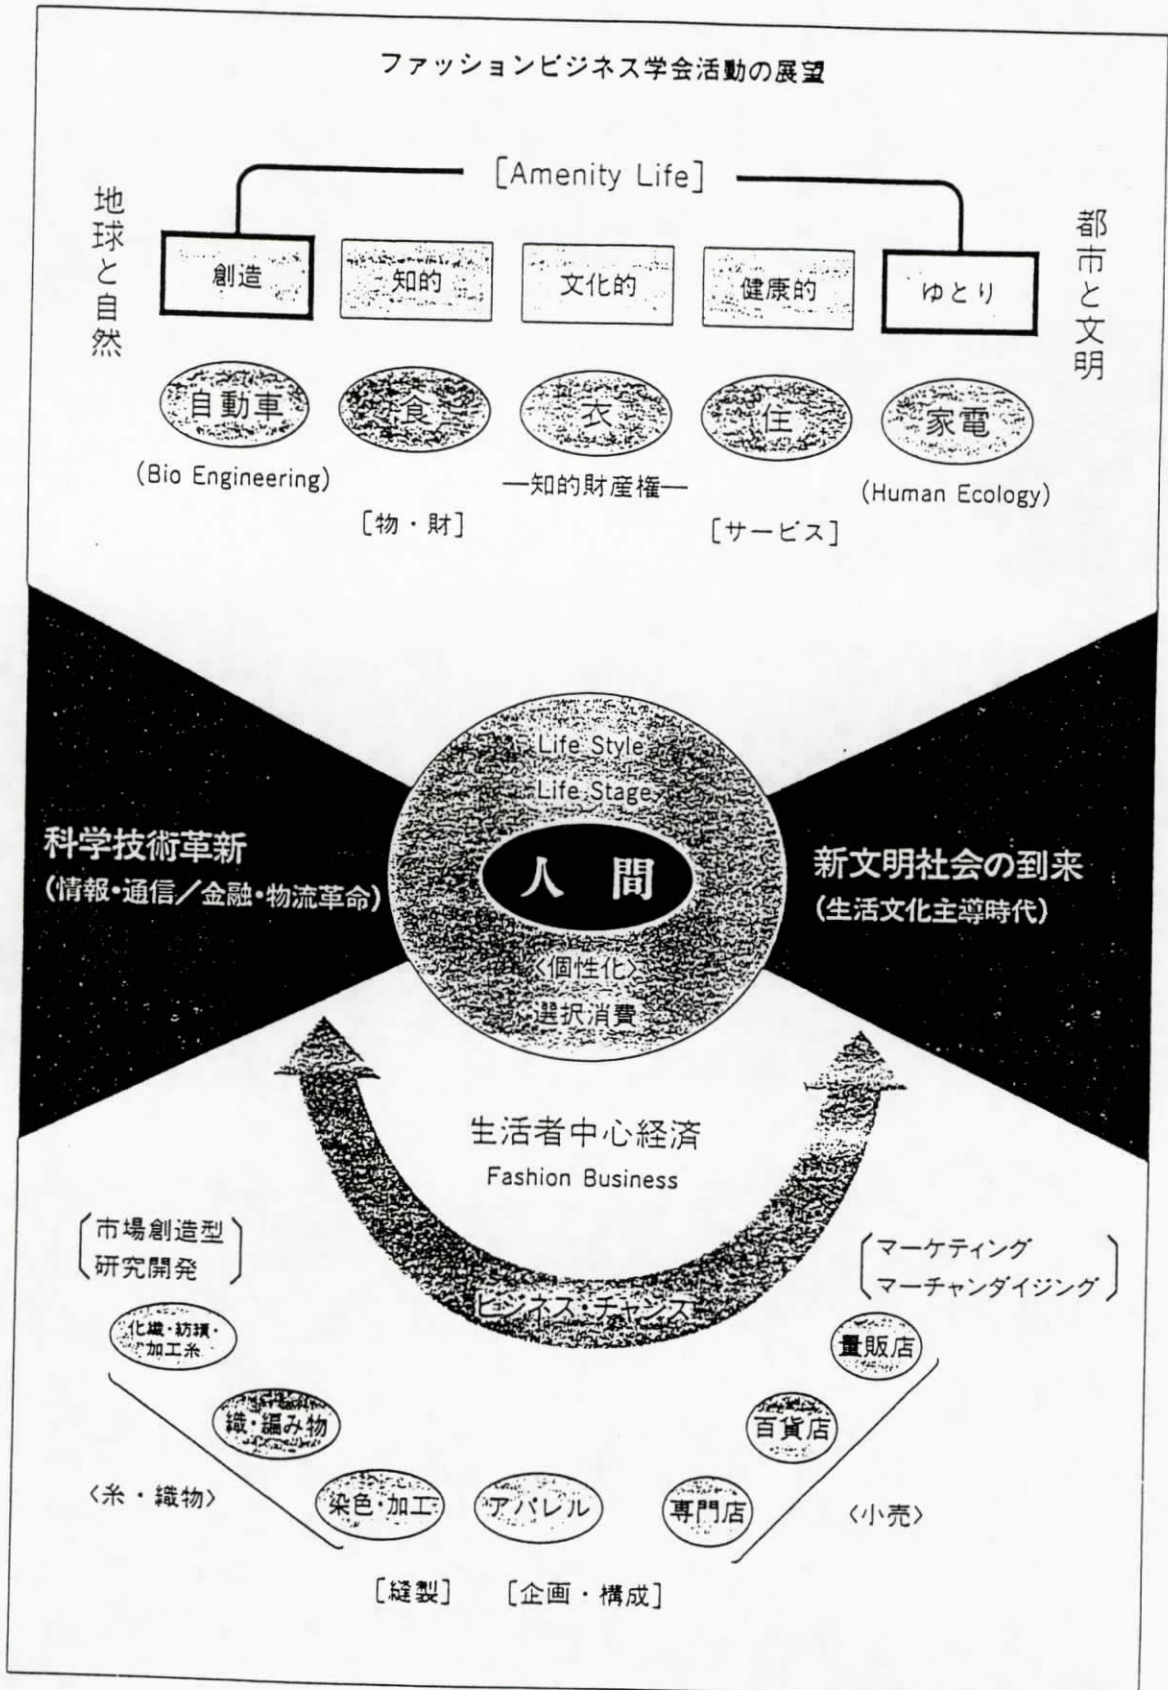 ファッションビジネス学会活動の展望
[Amenity Life]
地球と自然
都市と文明
創造
知的
文化的
健康的
ゆとり
自動車
食
衣
住
家電
(Bio Engineering)
—知的財産権—
(Human Ecology)
[物・財]
[サービス]
Life Style
Life Stage
人間
〈個性化〉
選択消費
科学技術革新
(情報・通信/金融・物流革命)
新文明社会の到来
(生活文化主導時代)
生活者中心経済
Fashion Business
ビジネス・チャンス
市場創造型
研究開発
マーケティング
マーチャンダイジング
化繊・紡績・
加工糸
織・編み物
染色・加工
アパレル
専門店
百貨店
量販店
〈糸・織物〉
〈小売〉
[縫製]
[企画・構成]